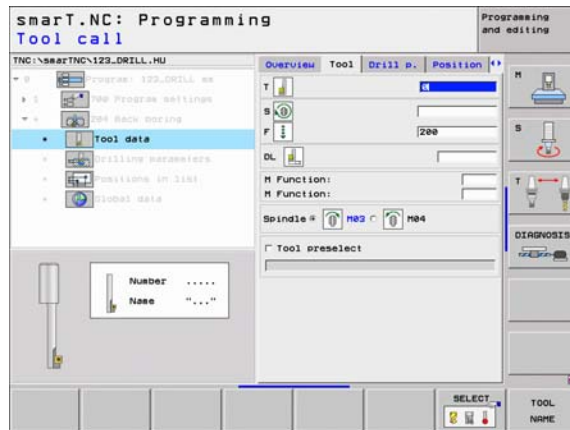 smarT.NC: Programming
Tool call
Programming
and editing
TNC:\smarTNC\123_DRILL.HU
0 Program: 123_DRILL mm
1 700 Program settings
204 Back boring
Tool data
Drilling parameters
Positions in list
Global data
Number .....
Name "..."
Overview Tool Drill p. Position
T
S
F 200
DL
M Function:
M Function:
Spindle M03 M04
Tool preselect
M
S
T
DIAGNOSIS
SELECT
TOOL
NAME